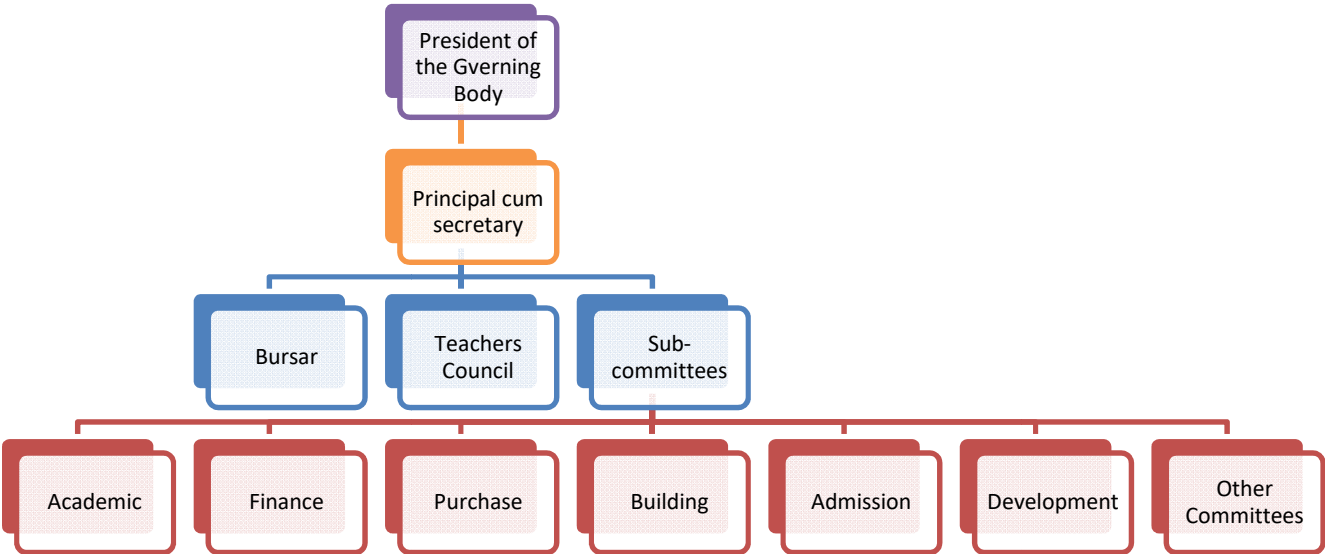 President of
the Gverning
Body
Principal cum
secretary
Bursar
Teachers
Council
Sub-
committees
Academic
Finance
Purchase
Building
Admission
Development
Other
Committees